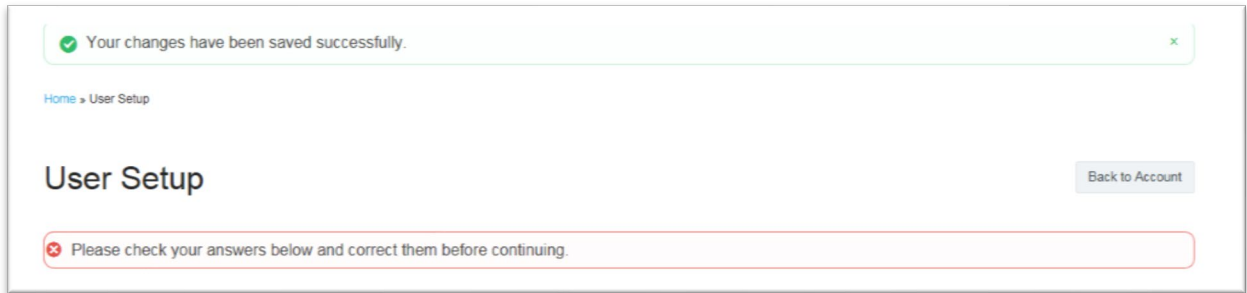 Your changes have been saved successfully. ×
Home » User Setup
User Setup
Back to Account
Please check your answers below and correct them before continuing.